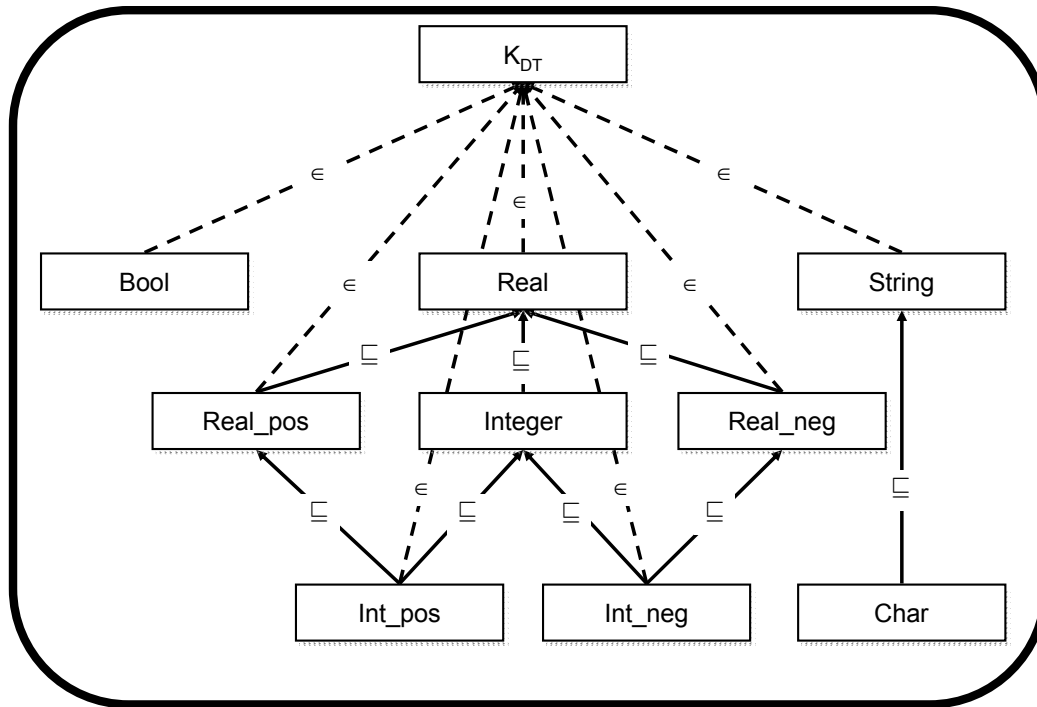 K_DT
∈ ∈ ∈
Bool Real String
∈ ∈
⊑ ⊑ ⊑
Real_pos Integer Real_neg
∈ ∈ ⊑
⊑ ⊑ ⊑ ⊑
Int_pos Int_neg Char